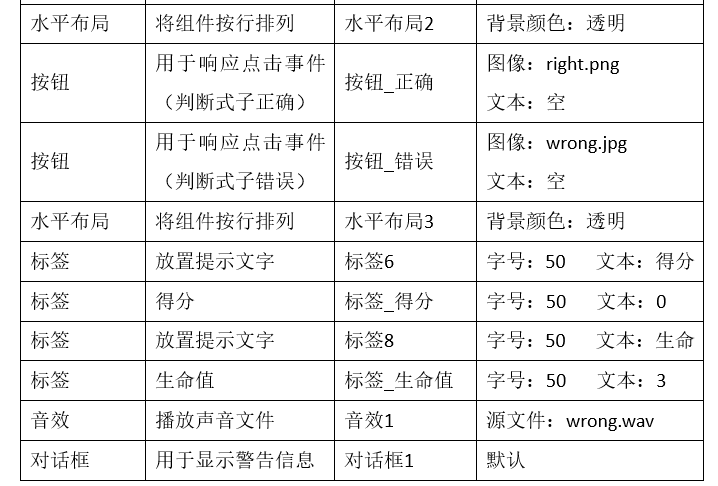 水平布局 将组件按行排列 水平布局2 背景颜色：透明
按钮 用于响应点击事件（判断式子正确） 按钮_正确 图像：right.png 文本：空
按钮 用于响应点击事件（判断式子错误） 按钮_错误 图像：wrong.jpg 文本：空
水平布局 将组件按行排列 水平布局3 背景颜色：透明
标签 放置提示文字 标签6 字号：50 文本：得分
标签 得分 标签_得分 字号：50 文本：0
标签 放置提示文字 标签8 字号：50 文本：生命
标签 生命值 标签_生命值 字号：50 文本：3
音效 播放声音文件 音效1 源文件：wrong.wav
对话框 用于显示警告信息 对话框1 默认